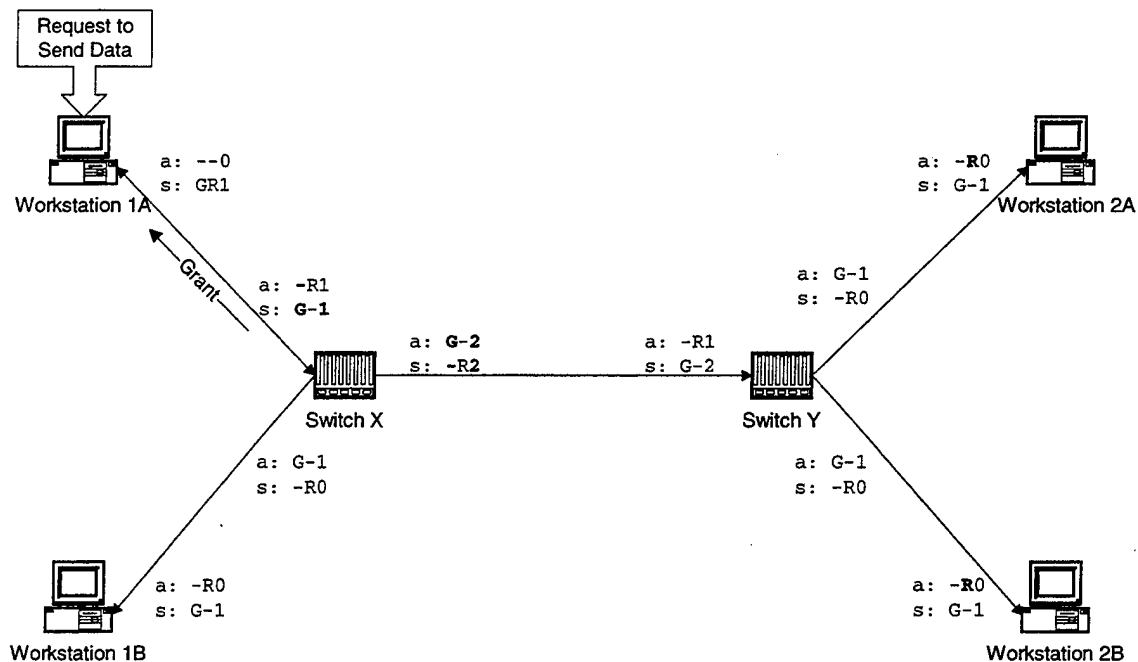 Request to
Send Data
a: --0
s: GR1
Workstation 1A
a: -R0
s: G-1
Workstation 2A
Grant
a: -R1
s: G-1
a: G-1
s: -R0
a: G-2
s: ~R2
a: -R1
s: G-2
Switch X
Switch Y
a: G-1
s: -R0
a: G-1
s: -R0
a: -R0
s: G-1
Workstation 1B
a: -R0
s: G-1
Workstation 2B